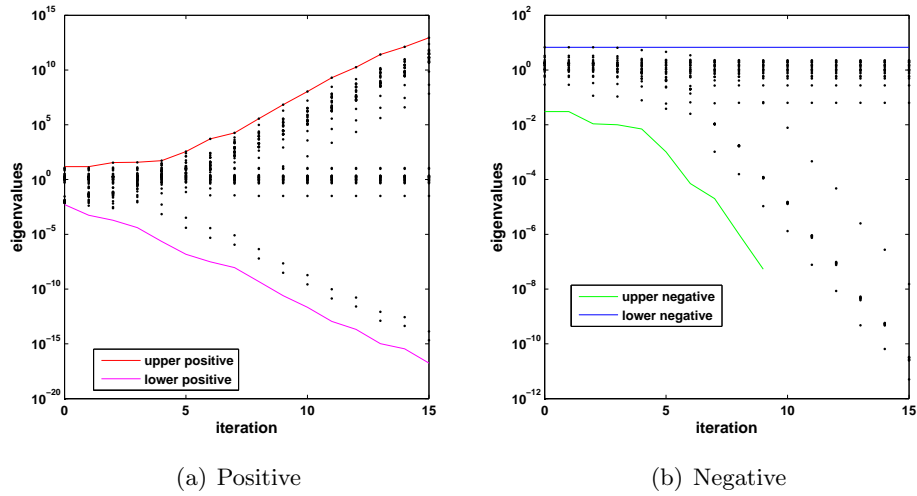 10^15
10^10
10^5
10^0
10^-5
10^-10
10^-15
10^-20
eigenvalues
0 5 10 15
iteration
upper positive
lower positive
(a) Positive
10^2
10^0
10^-2
10^-4
10^-6
10^-8
10^-10
10^-12
eigenvalues
0 5 10 15
iteration
upper negative
lower negative
(b) Negative